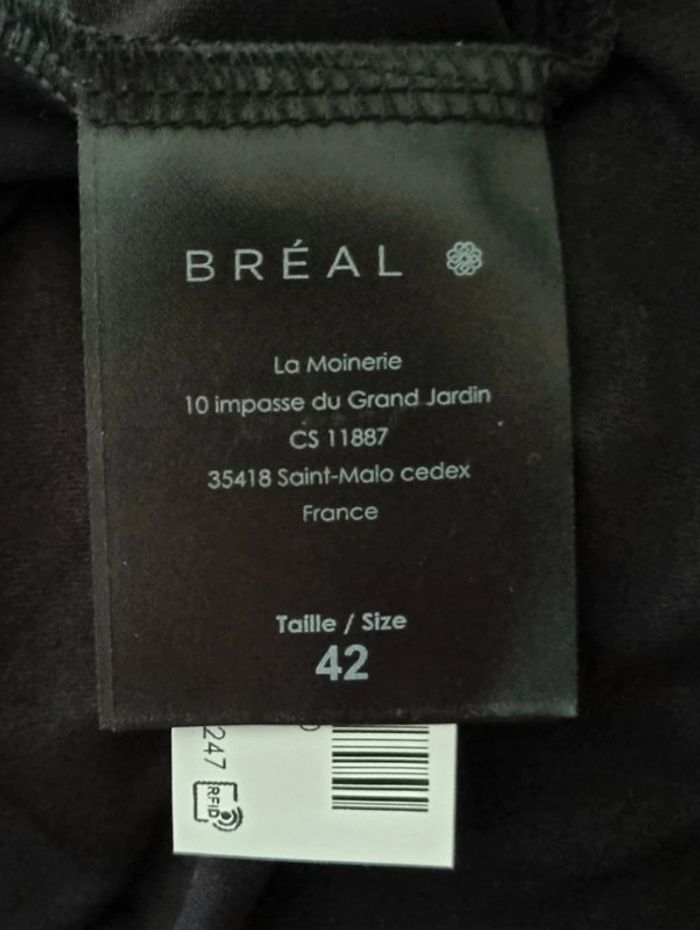 BRÉAL
La Moinerie
10 impasse du Grand Jardin
CS 11887
35418 Saint-Malo cedex
France
Taille / Size
42
247
RFID